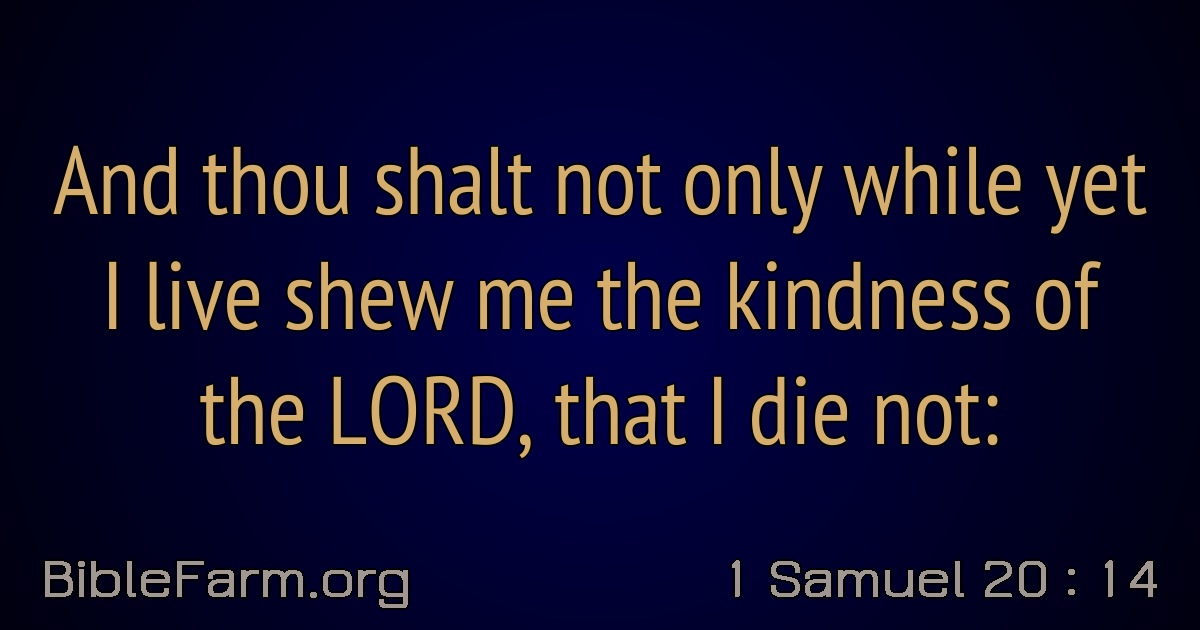 And thou shalt not only while yet
I live shew me the kindness of
the LORD, that I die not:
BibleFarm.org
1 Samuel 20 : 14